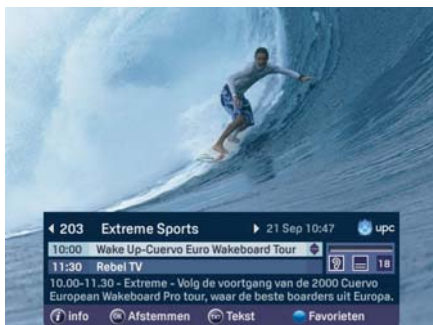 203 Extreme Sports 21 Sep 10:47 upc
10:00 Wake Up-Cuervo Euro Wakeboard Tour
11:30 Rebel TV 18
10.00-11.30 - Extreme - Volg de voortgang van de 2000 Cuervo
European Wakeboard Pro tour, waar de beste boarders uit Europa.
i info OK Afstemmen TXT Tekst Favorieten